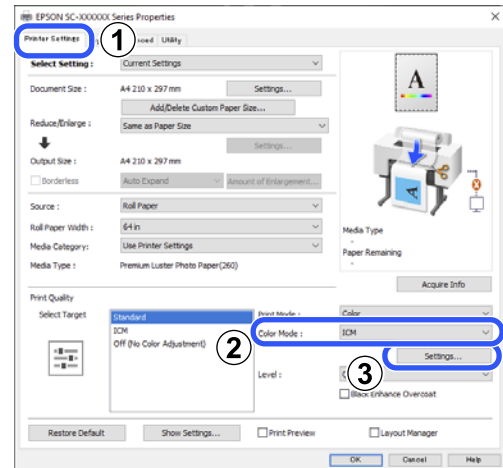 EPSON SC-XXXXXX Series Properties
Printer Settings
1
Utility
Select Setting :
Current Settings
Document Size :
A4 210 x 297 mm
Settings...
Add/Delete Custom Paper Size...
Reduce/Enlarge :
Same as Paper Size
Settings...
Output Size :
A4 210 x 297 mm
Borderless
Auto Expand
Amount of Enlargement...
Source :
Roll Paper
Roll Paper Width :
64 in
Media Category:
Use Printer Settings
Media Type :
Premium Luster Photo Paper(260)
A
A
Media Type
-
Paper Remaining
-
Acquire Info
Print Quality
Select Target
Standard
ICM
Off (No Color Adjustment)
Print Mode :
Color
2
Color Mode :
ICM
3
Settings...
Level :
Black Enhance Overcoat
Restore Default
Show Settings...
Print Preview
Layout Manager
OK
Cancel
Help